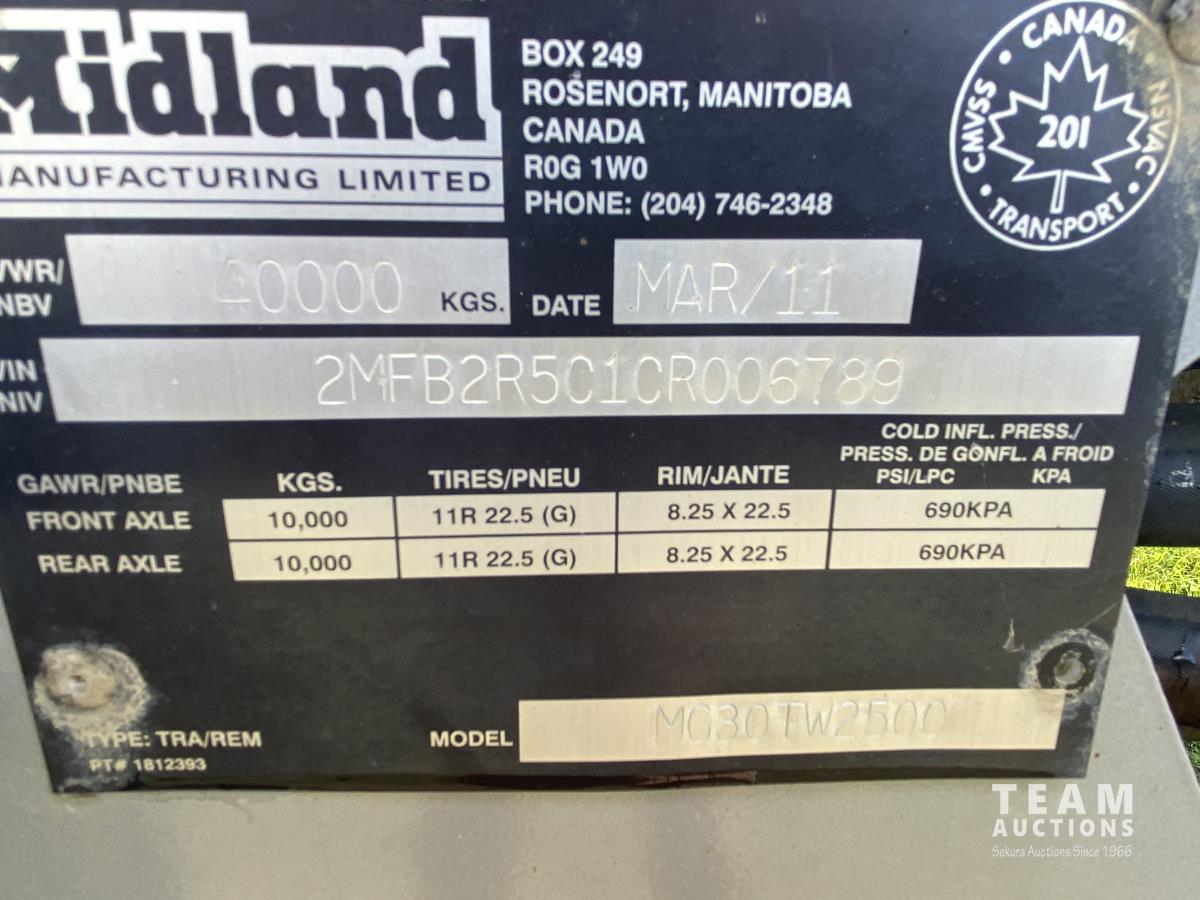 Midland
MANUFACTURING LIMITED
BOX 249
ROSENORT, MANITOBA
CANADA
R0G 1W0
PHONE: (204) 746-2348
CANADA
CMVSS • NSVAC
201
• TRANSPORT •
40000 KGS. DATE MAR/11
VIN
NIV
2MFB2R5C1CR006789
COLD INFL. PRESS./
PRESS. DE GONFL. A FROID
GAWR/PNBE KGS. TIRES/PNEU RIM/JANTE PSI/LPC KPA
FRONT AXLE 10,000 11R 22.5 (G) 8.25 X 22.5 690KPA
REAR AXLE 10,000 11R 22.5 (G) 8.25 X 22.5 690KPA
TYPE: TRA/REM MODEL MG30TW2500
PT# 1812393
TEAM
AUCTIONS
Sekura Auctions Since 1966